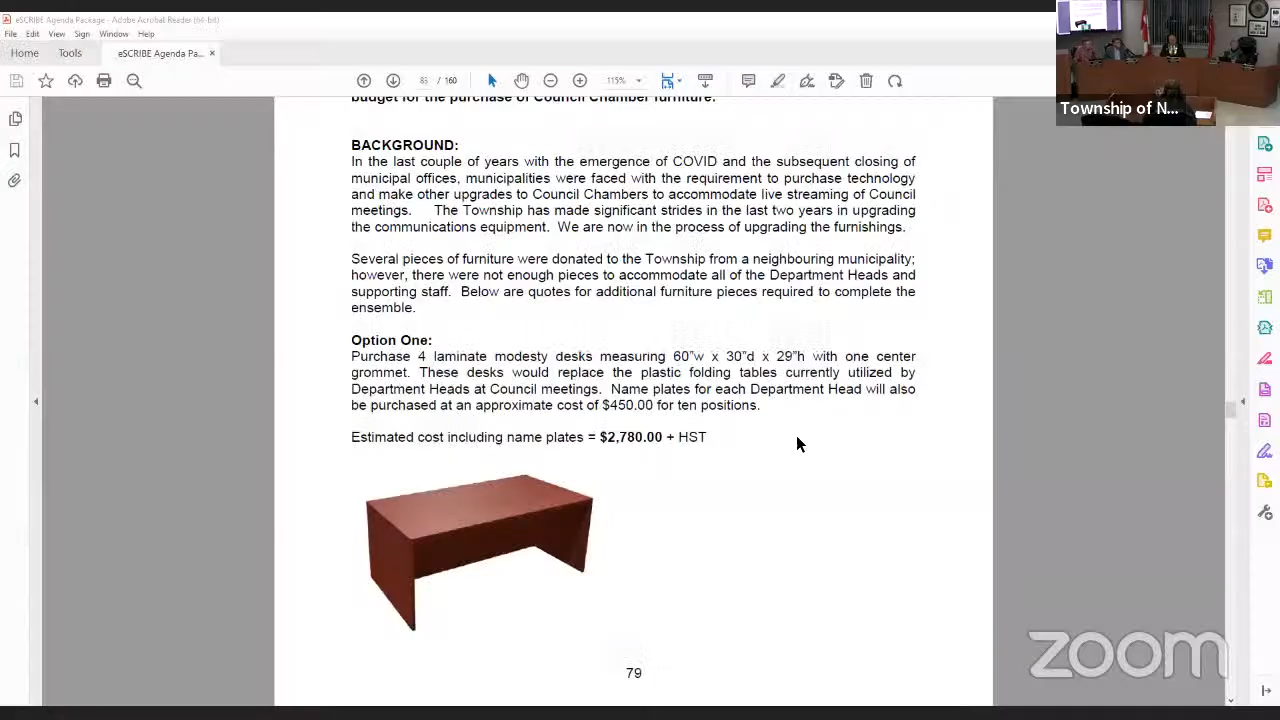 eSCRIBE Agenda Package - Adobe Acrobat Reader (64-bit)
File Edit View Sign Window Help
Home Tools eSCRIBE Agenda Pa... ×
85 / 160 115%
Township of N...
budget for the purchase of Council Chamber furniture.
BACKGROUND:
In the last couple of years with the emergence of COVID and the subsequent closing of
municipal offices, municipalities were faced with the requirement to purchase technology
and make other upgrades to Council Chambers to accommodate live streaming of Council
meetings. The Township has made significant strides in the last two years in upgrading
the communications equipment. We are now in the process of upgrading the furnishings.
Several pieces of furniture were donated to the Township from a neighbouring municipality;
however, there were not enough pieces to accommodate all of the Department Heads and
supporting staff. Below are quotes for additional furniture pieces required to complete the
ensemble.
Option One:
Purchase 4 laminate modesty desks measuring 60”w x 30”d x 29”h with one center
grommet. These desks would replace the plastic folding tables currently utilized by
Department Heads at Council meetings. Name plates for each Department Head will also
be purchased at an approximate cost of $450.00 for ten positions.
Estimated cost including name plates = $2,780.00 + HST
79
zoom